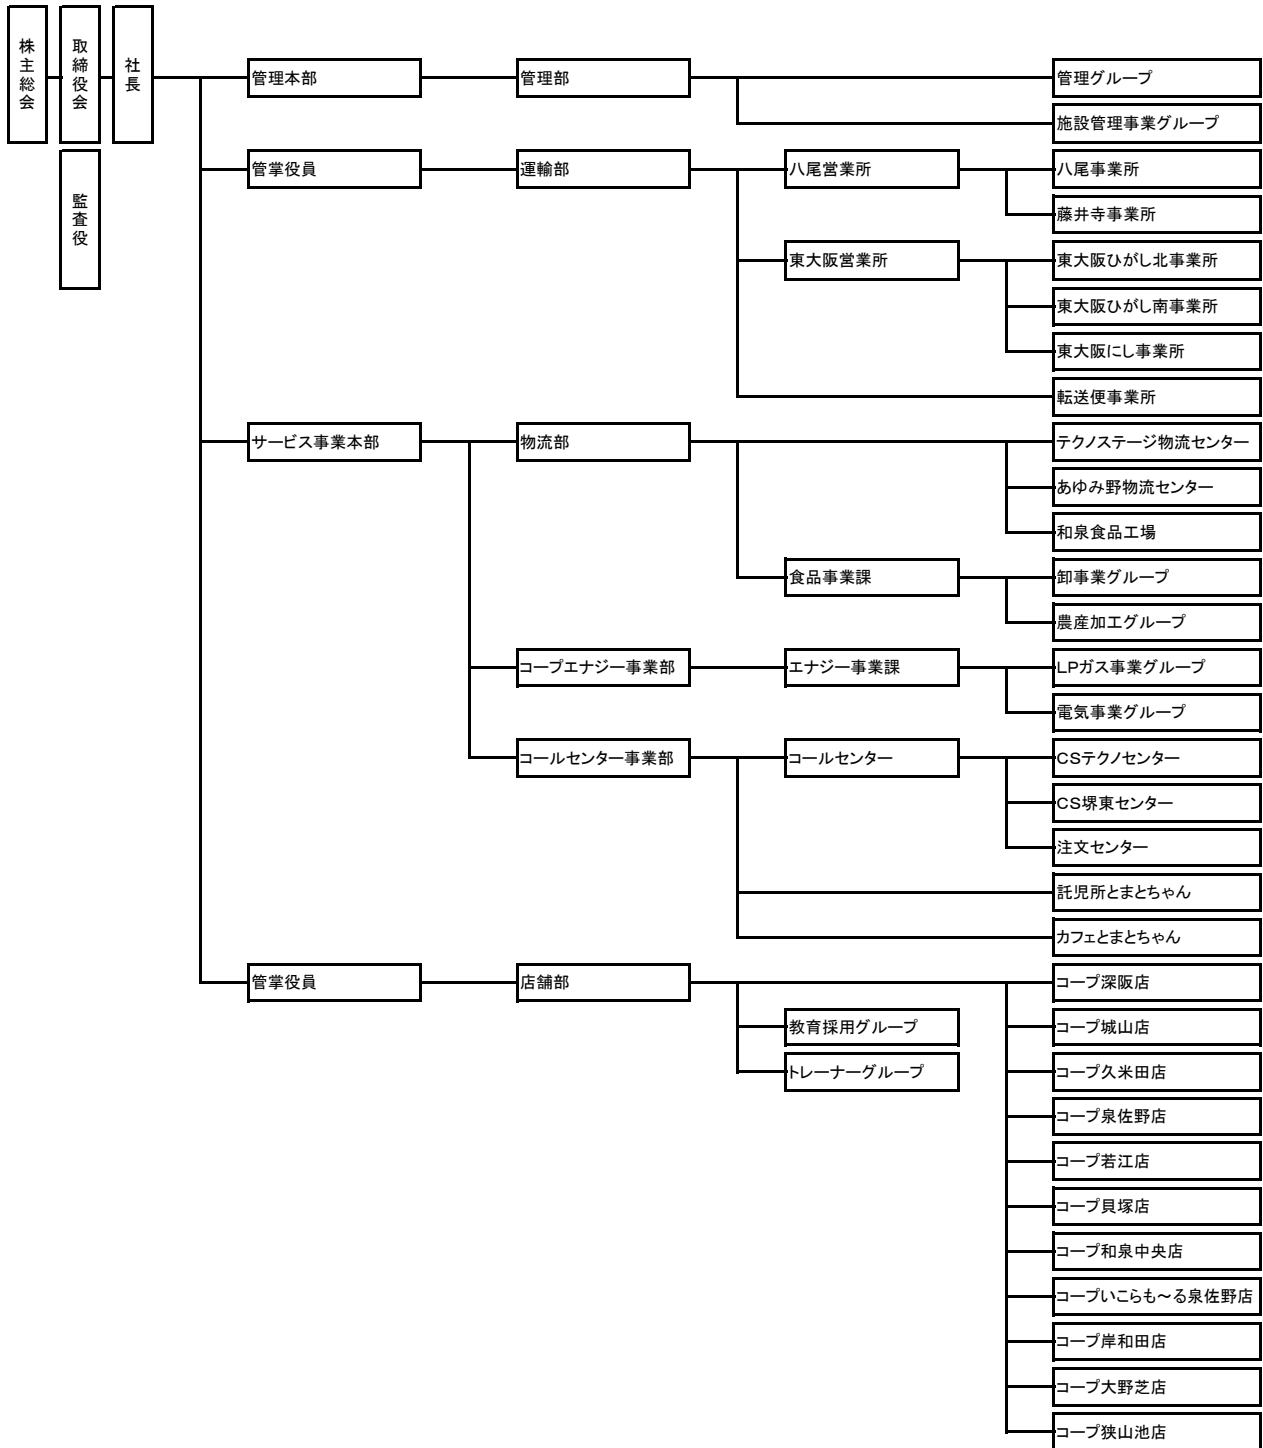 株主総会
取締役会
社長
監査役
管理本部
管理部
管理グループ
施設管理事業グループ
管掌役員
運輸部
八尾営業所
八尾事業所
藤井寺事業所
東大阪営業所
東大阪ひがし北事業所
東大阪ひがし南事業所
東大阪にし事業所
転送便事業所
サービス事業本部
物流部
テクノステージ物流センター
あゆみ野物流センター
和泉食品工場
食品事業課
卸事業グループ
農産加工グループ
コープエナジー事業部
エナジー事業課
LPガス事業グループ
電気事業グループ
コールセンター事業部
コールセンター
CSテクノセンター
CS堺東センター
注文センター
託児所とまとちゃん
カフェとまとちゃん
管掌役員
店舗部
コープ深阪店
教育採用グループ
コープ城山店
トレーナーグループ
コープ久米田店
コープ泉佐野店
コープ若江店
コープ貝塚店
コープ和泉中央店
コープいこらも～る泉佐野店
コープ岸和田店
コープ大野芝店
コープ狭山池店